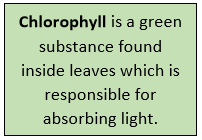 Chlorophyll is a green
substance found
inside leaves which is
responsible for
absorbing light.